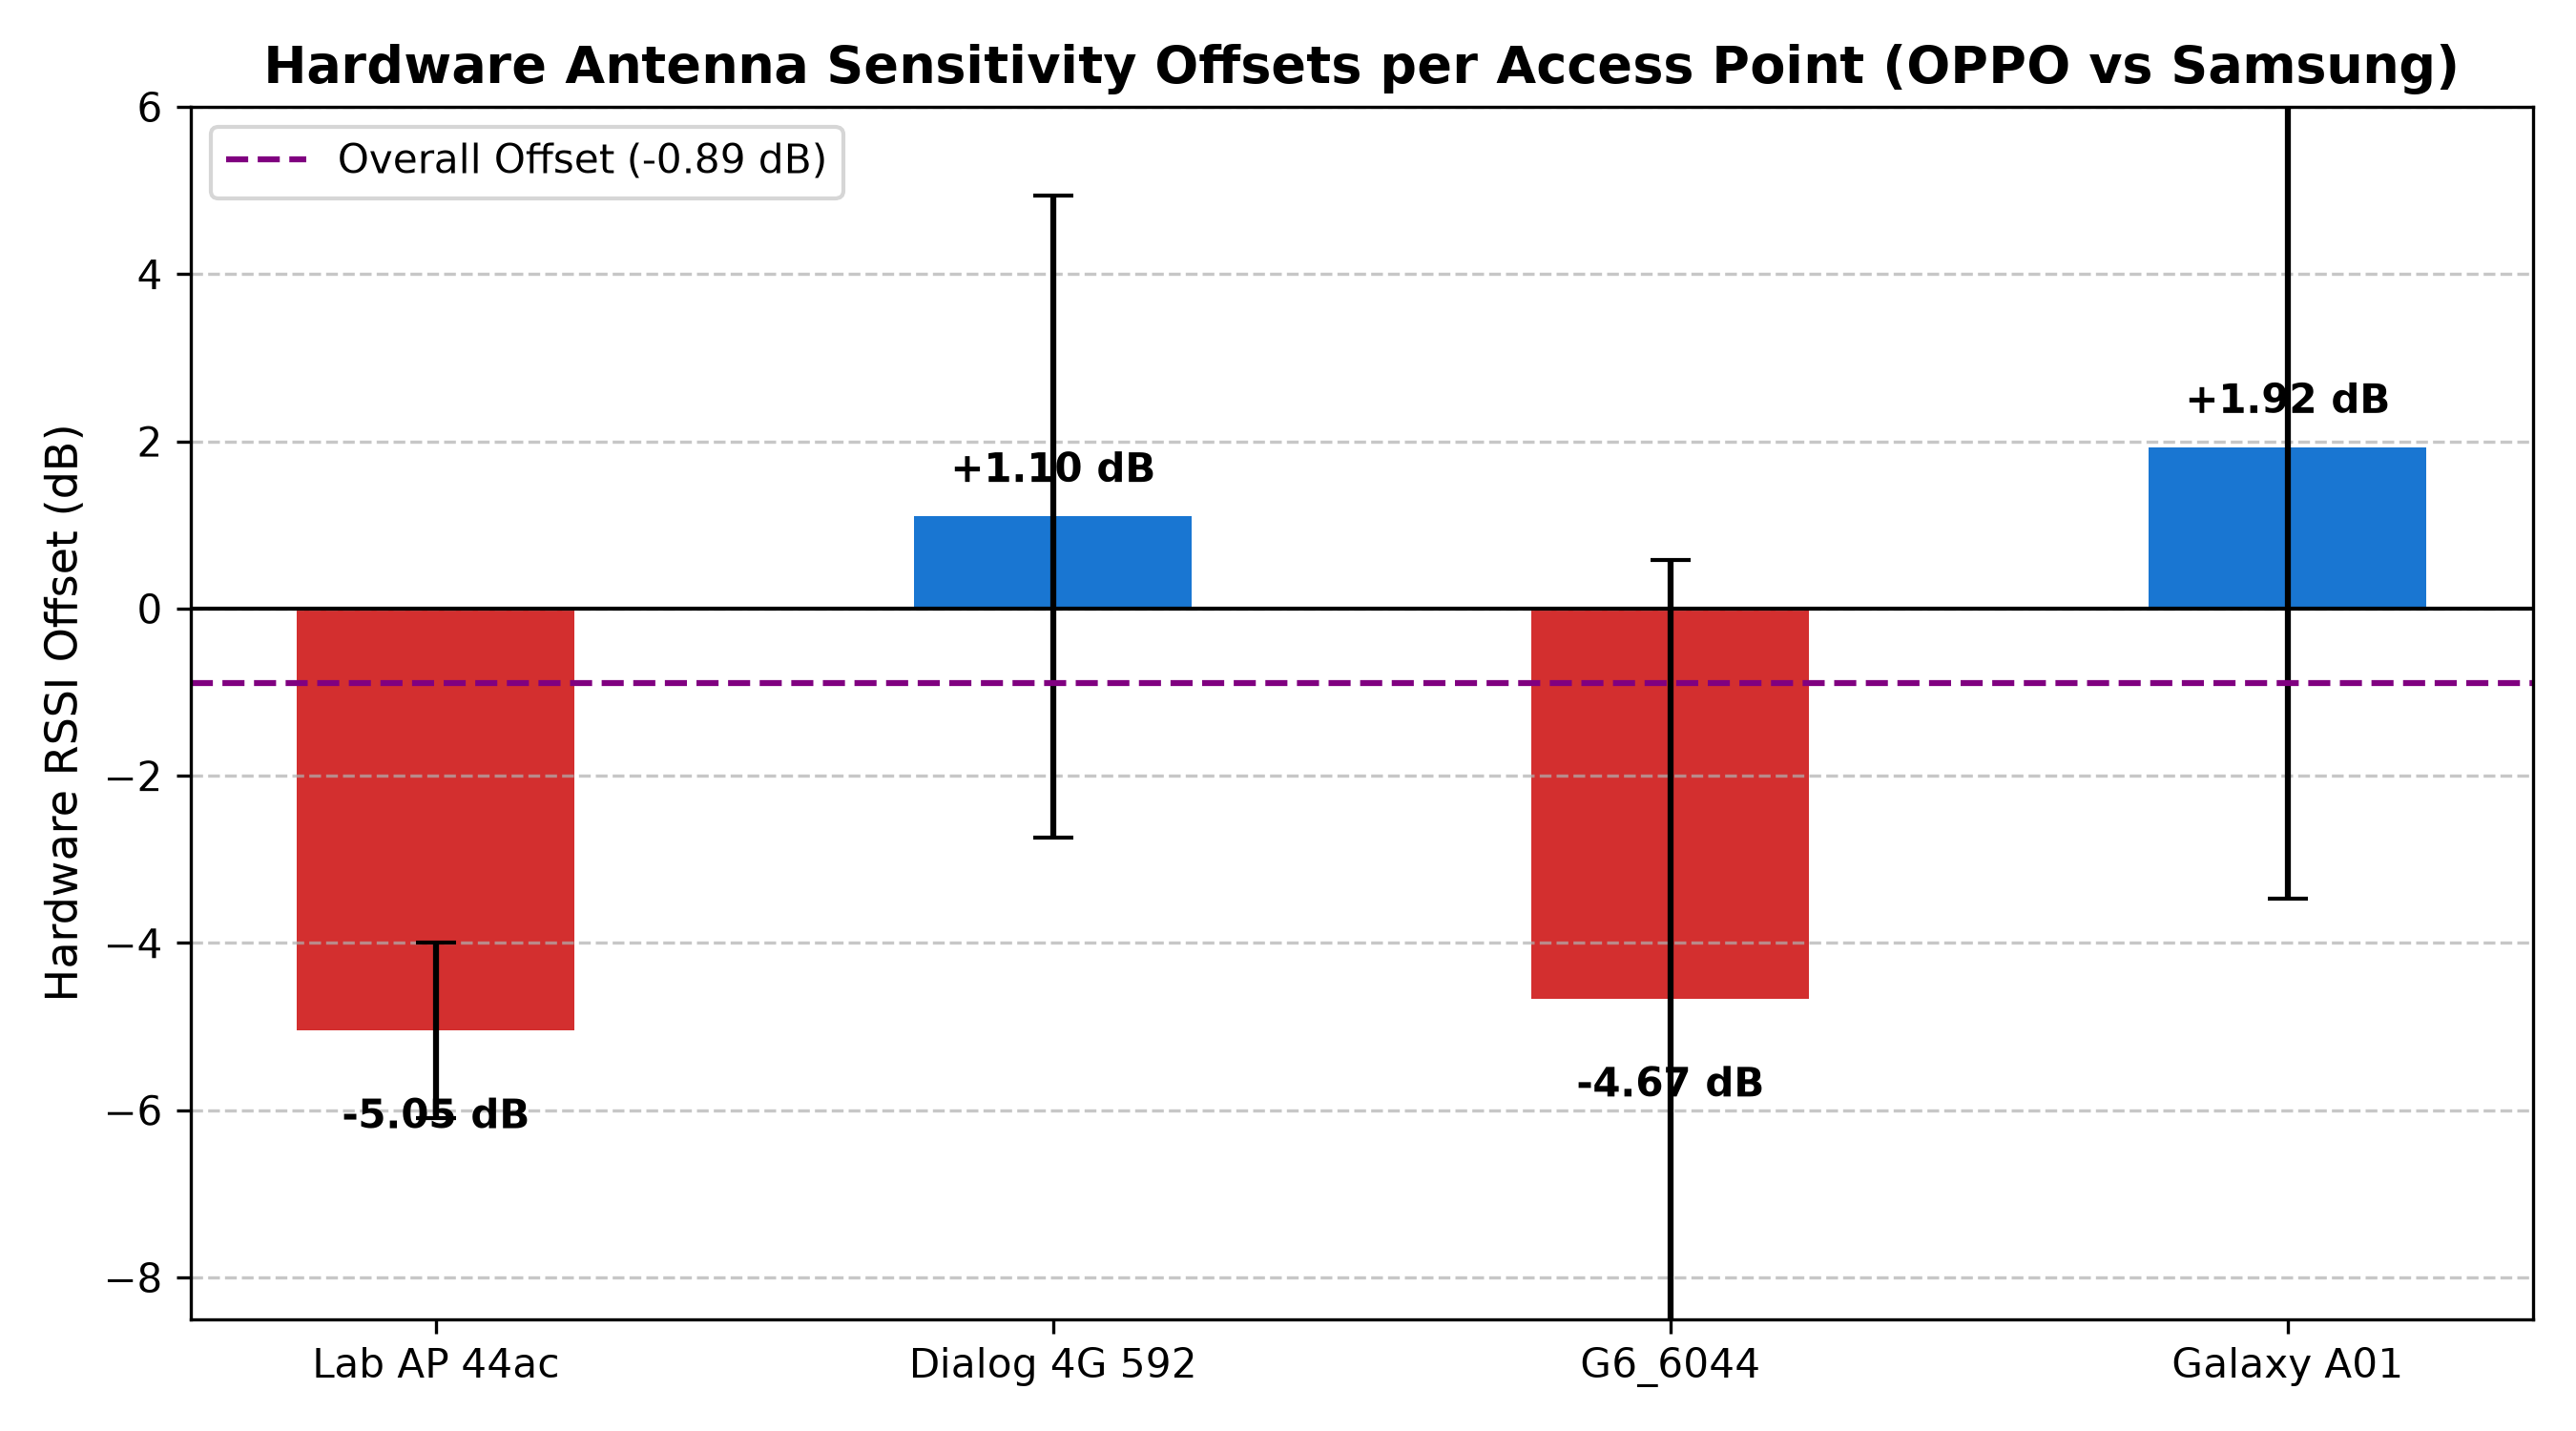 Hardware Antenna Sensitivity Offsets per Access Point (OPPO vs Samsung)
Overall Offset (-0.89 dB)
Hardware RSSI Offset (dB)
6
4
2
0
−2
−4
−6
−8
-5.05 dB
+1.10 dB
-4.67 dB
+1.92 dB
Lab AP 44ac
Dialog 4G 592
G6_6044
Galaxy A01